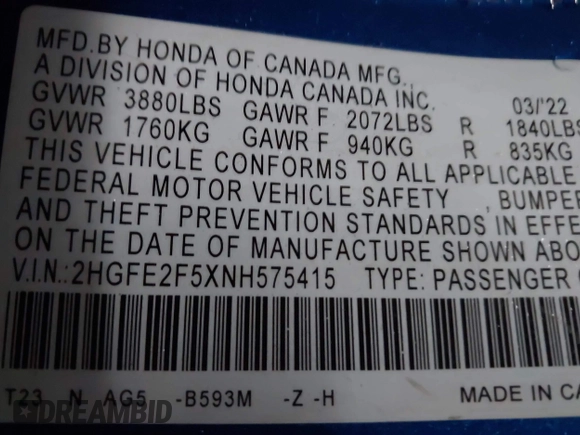 MFD.BY HONDA OF CANADA MFG.,
A DIVISION OF HONDA CANADA INC. 03/'22
GVWR 3880LBS GAWR F 2072LBS R 1840LBS
GVWR 1760KG GAWR F 940KG R 835KG
THIS VEHICLE CONFORMS TO ALL APPLICABLE
FEDERAL MOTOR VEHICLE SAFETY , BUMPER
AND THEFT PREVENTION STANDARDS IN EFFE
ON THE DATE OF MANUFACTURE SHOWN ABO
V.I.N.:2HGFE2F5XNH575415 TYPE: PASSENGER
T23 N AG5 -B593M -Z -H MADE IN CA
DREAMBID